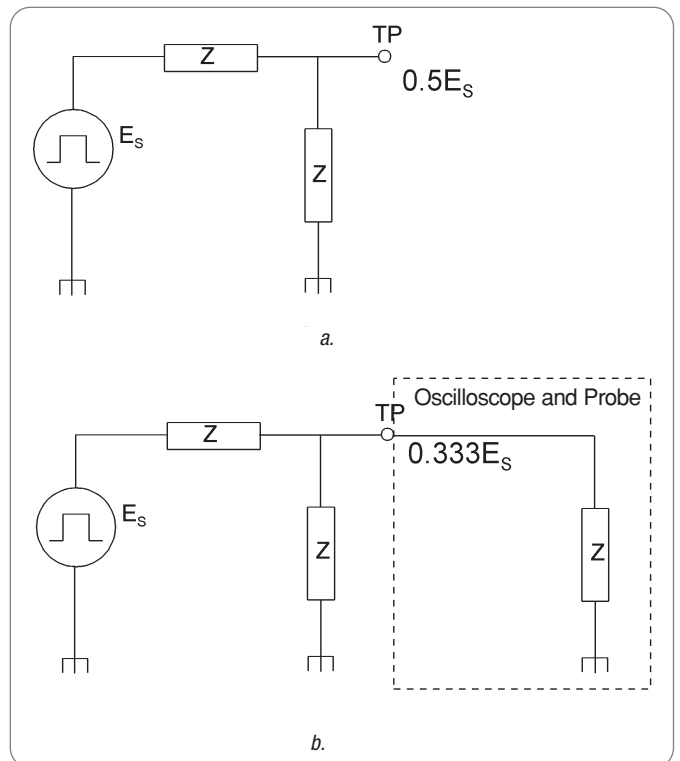 TP
Z
0.5ES
ES
Z
a.
Oscilloscope and Probe
TP
Z
0.333ES
ES
Z
Z
b.